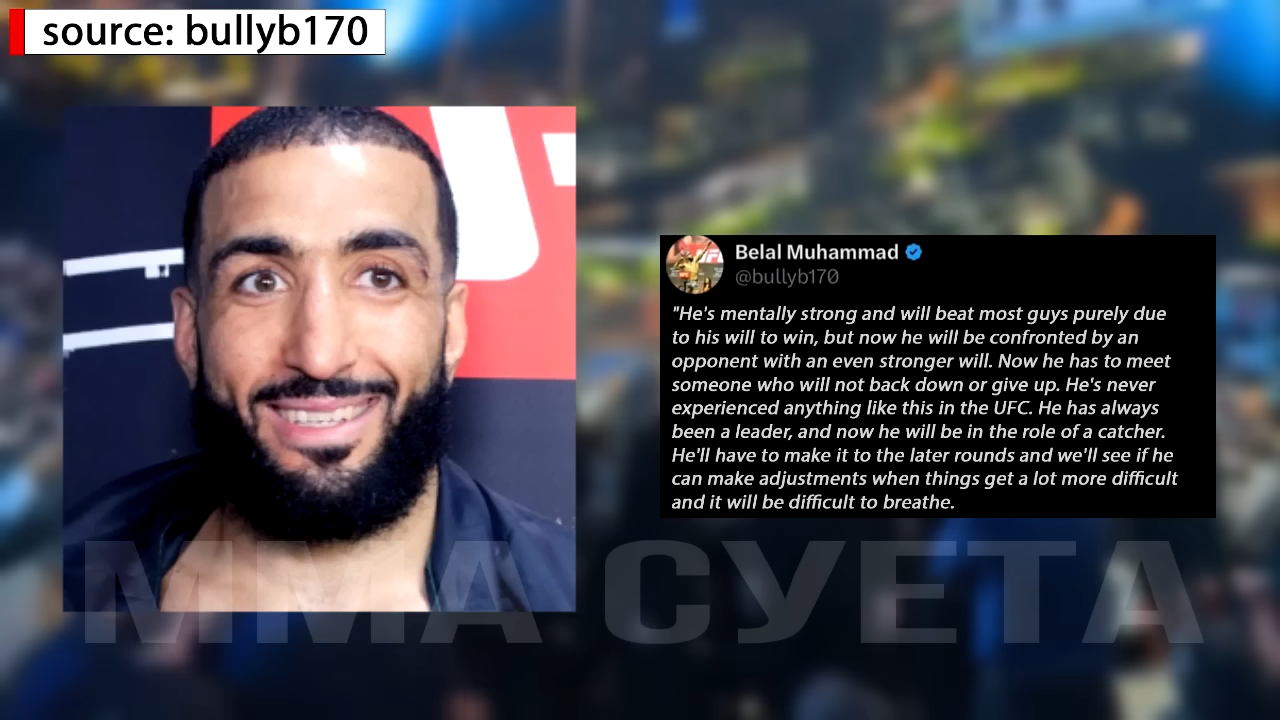 source: bullyb170
Belal Muhammad
@bullyb170
"He's mentally strong and will beat most guys purely due
to his will to win, but now he will be confronted by an
opponent with an even stronger will. Now he has to meet
someone who will not back down or give up. He's never
experienced anything like this in the UFC. He has always
been a leader, and now he will be in the role of a catcher.
He'll have to make it to the later rounds and we'll see if he
can make adjustments when things get a lot more difficult
and it will be difficult to breathe.
ММА СУЕТА